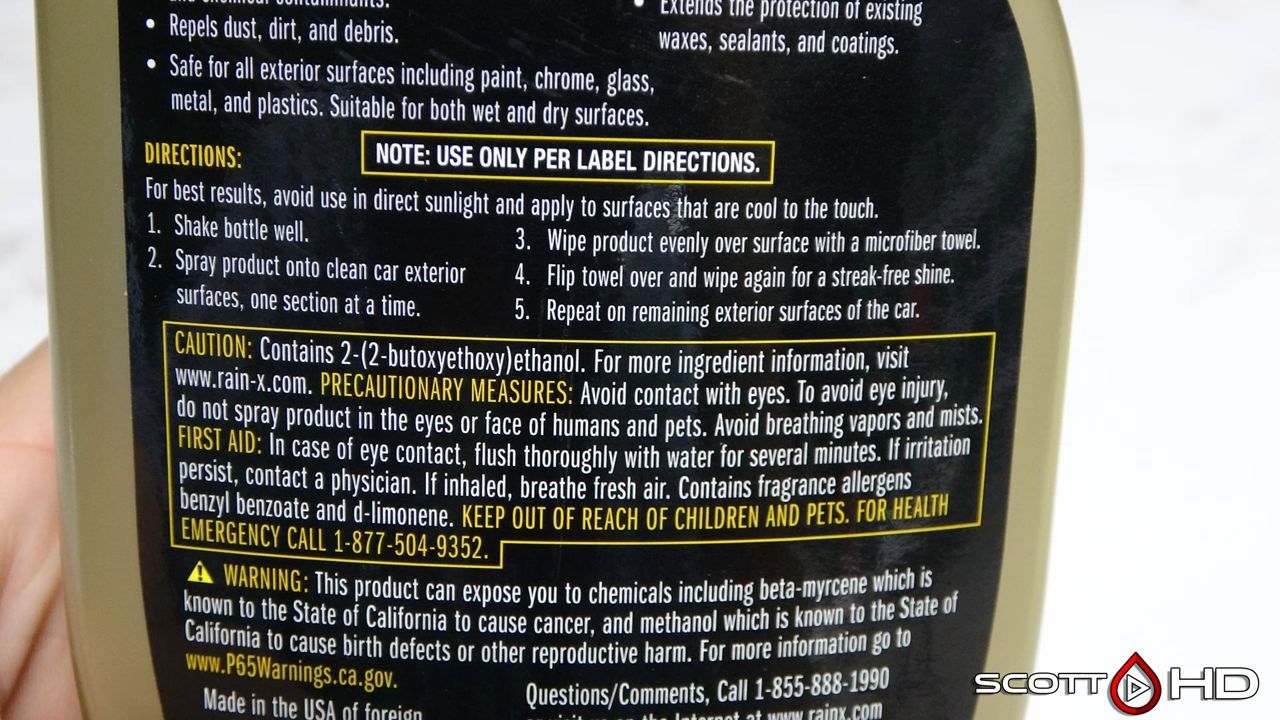 and chemical contaminants.
• Repels dust, dirt, and debris.
• Safe for all exterior surfaces including paint, chrome, glass,
metal, and plastics. Suitable for both wet and dry surfaces.
• Extends the protection of existing
waxes, sealants, and coatings.
DIRECTIONS:
NOTE: USE ONLY PER LABEL DIRECTIONS.
For best results, avoid use in direct sunlight and apply to surfaces that are cool to the touch.
1. Shake bottle well.
2. Spray product onto clean car exterior
surfaces, one section at a time.
3. Wipe product evenly over surface with a microfiber towel.
4. Flip towel over and wipe again for a streak-free shine.
5. Repeat on remaining exterior surfaces of the car.
CAUTION: Contains 2-(2-butoxyethoxy)ethanol. For more ingredient information, visit
www.rain-x.com. PRECAUTIONARY MEASURES: Avoid contact with eyes. To avoid eye injury,
do not spray product in the eyes or face of humans and pets. Avoid breathing vapors and mists.
FIRST AID: In case of eye contact, flush thoroughly with water for several minutes. If irritation
persist, contact a physician. If inhaled, breathe fresh air. Contains fragrance allergens
benzyl benzoate and d-limonene. KEEP OUT OF REACH OF CHILDREN AND PETS. FOR HEALTH
EMERGENCY CALL 1-877-504-9352.
WARNING: This product can expose you to chemicals including beta-myrcene which is
known to the State of California to cause cancer, and methanol which is known to the State of
California to cause birth defects or other reproductive harm. For more information go to
www.P65Warnings.ca.gov.
Made in the USA of foreign
Questions/Comments, Call 1-855-888-1990
or visit us on the Internet at www.rainx.com
SCOTT HD